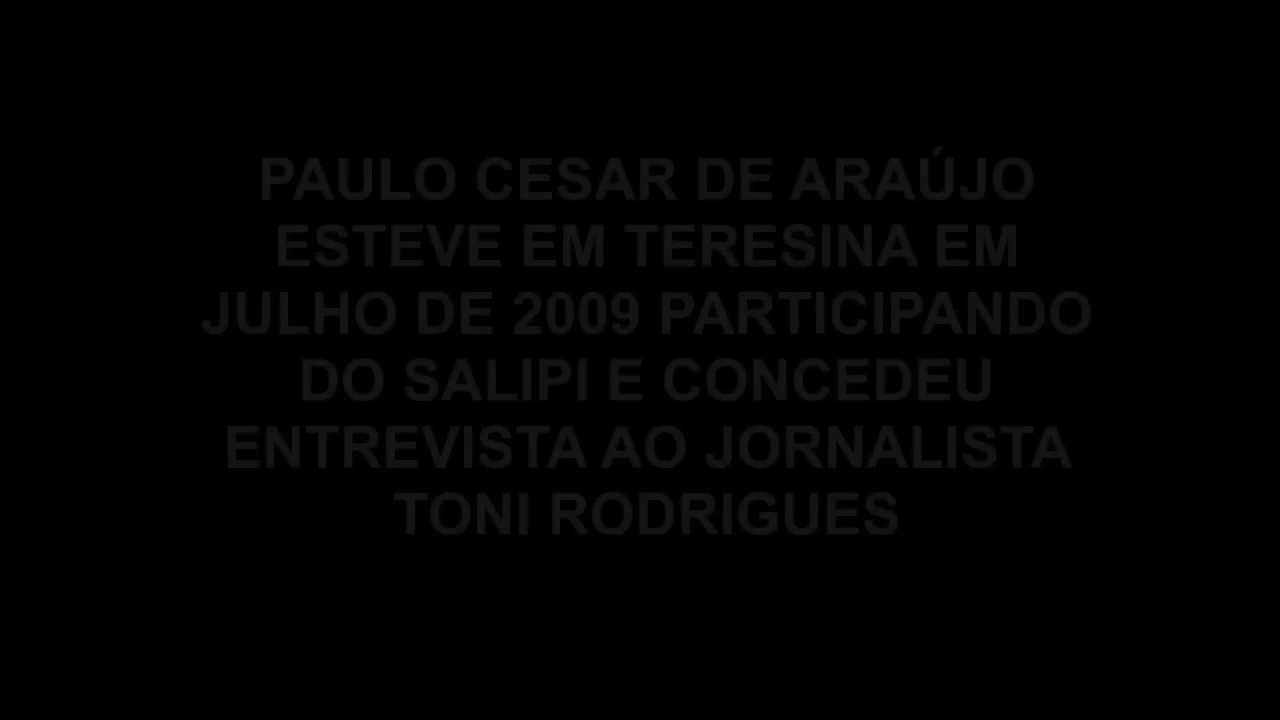 PAULO CESAR DE ARAÚJO
ESTEVE EM TERESINA EM
JULHO DE 2009 PARTICIPANDO
DO SALIPI E CONCEDEU
ENTREVISTA AO JORNALISTA
TONI RODRIGUES